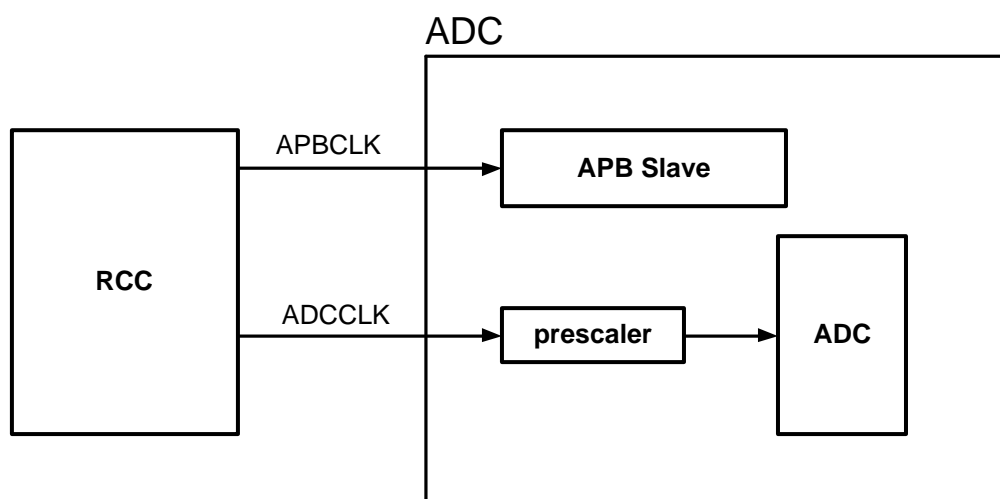 ADC
APBCLK
APB Slave
RCC
ADCCLK
prescaler
ADC